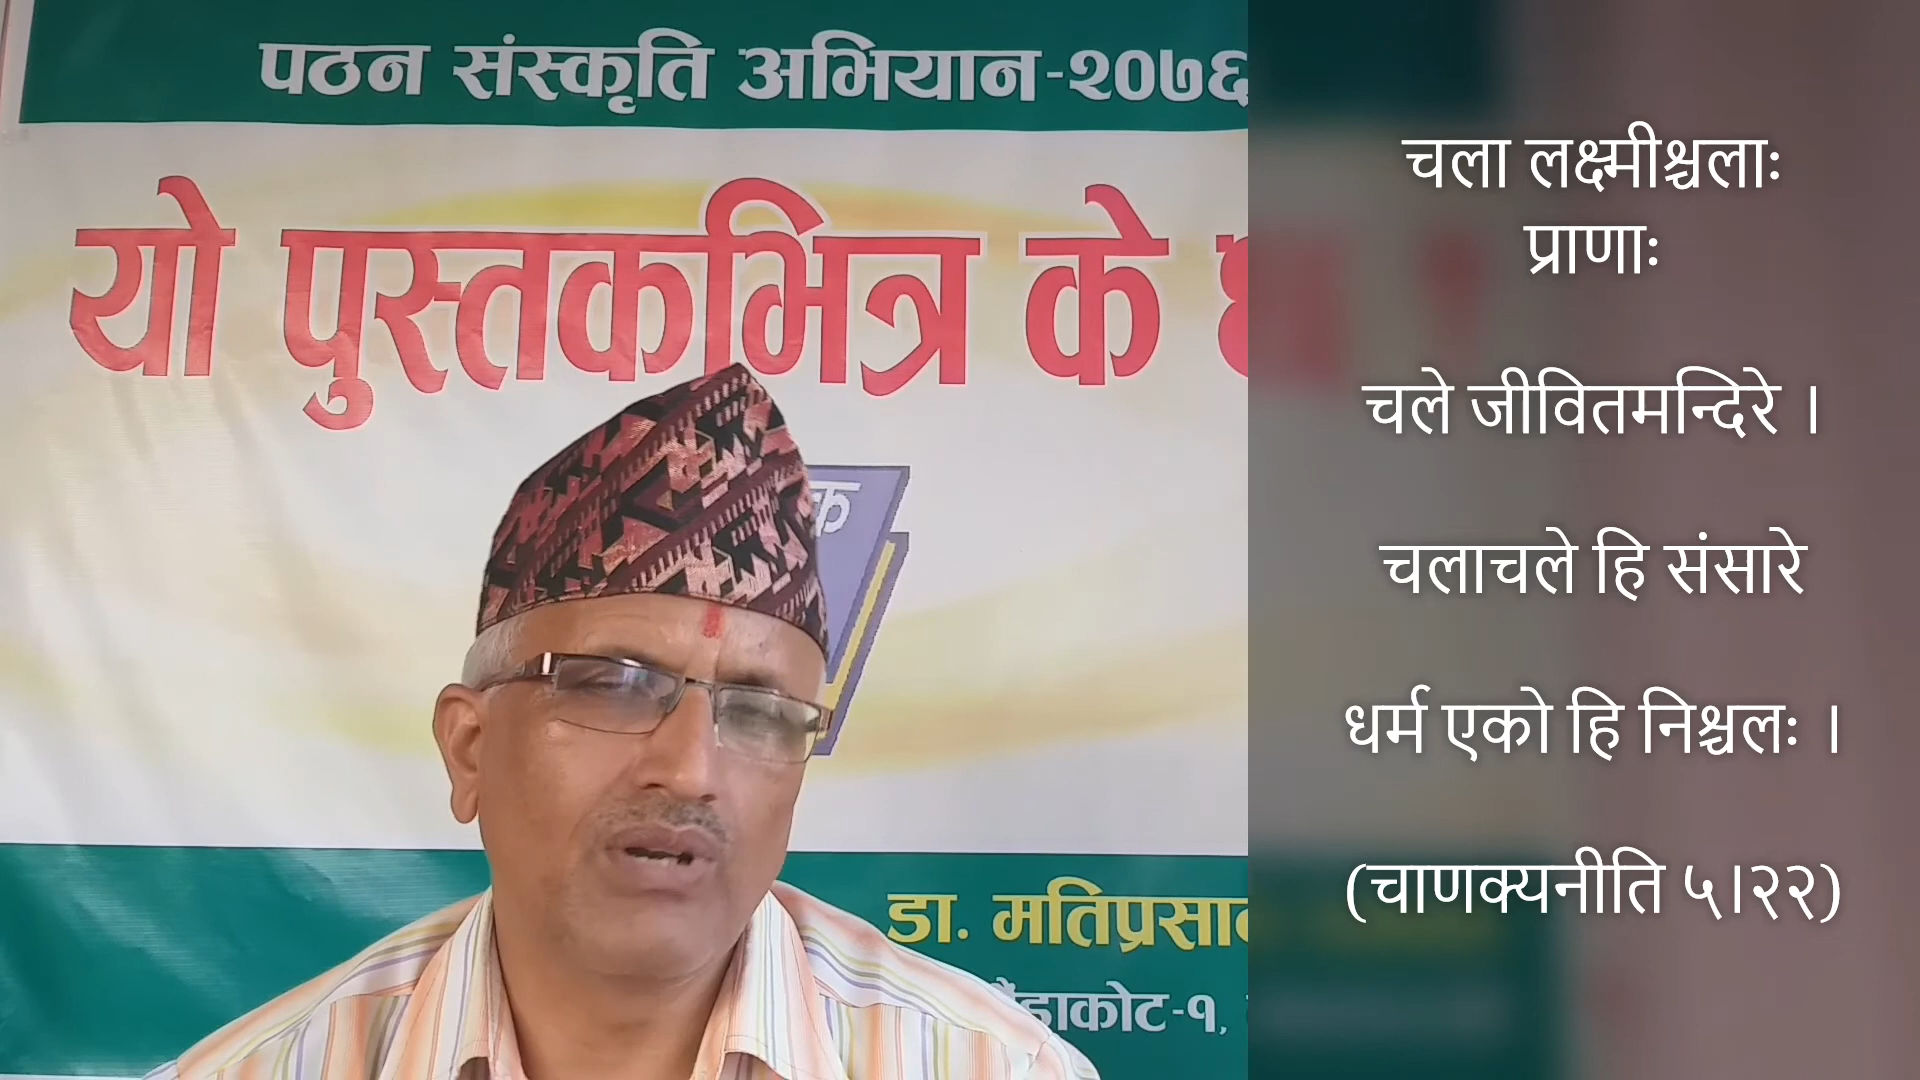 पठन संस्कृति अभियान-२०७६
यो पुस्तकभित्र के
क
डा. मतिप्रसाद
चला लक्ष्मीश्चलाः
प्राणाः
चले जीवितमन्दिरे ।
चलाचले हि संसारे
धर्म एको हि निश्चलः ।
(चाणक्यनीति ५।२२)